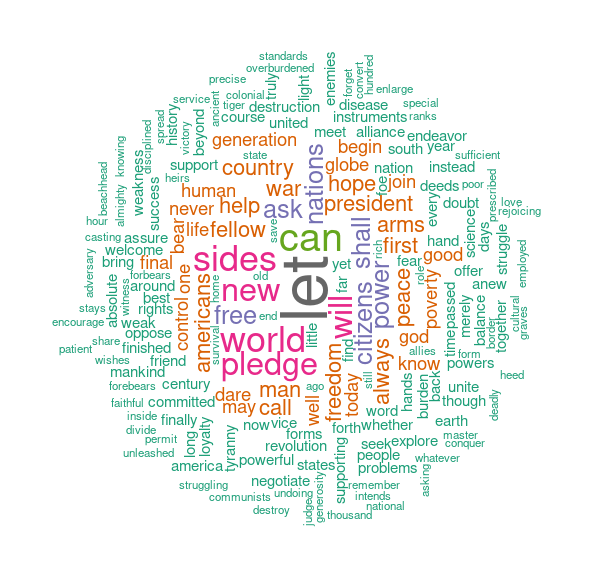 standards
overburdened
precise
truly
light
enemies
forget
convert
hundred
enlarge
service
ancient
colonial
tiger
destruction
disease
special
spread
victory
history
beyond
course
united
instruments
ranks
state
generation
meet
alliance
endeavor
knowing
disciplined
support
country
nations
begin
south
year
sufficient
beachhead
almighty
weakness
heirs
human
war
hope
globe
nation
instead
success
never
help
ask
president
foe
join
deeds
poor
prescribed
love
rejoicing
hour
casting
assure
bear
life
fellow
save
can
shall
arms
every
doubt
science
days
struggle
welcome
sides
rich
first
hand
good
adversary
bring
final
forbears
old
yet
fear
offer
employed
around
one
new
let
far
power
role
peace
poverty
anew
stays
witness
absolute
best
rights
control
americans
free
will
citizens
timepassed
merely
balance
border
together
cultural
graves
encourage
weak
survival
home
end
little
god
share
oppose
world
find
always
allies
powers
patient
finished
friend
pledge
freedom
know
form
wishes
mankind
ago
still
today
hands
burden
back
unite
heed
forebears
century
dare
man
well
though
deadly
faithful
committed
may
call
word
inside
finally
loyalty
now
vice
forth
whether
earth
divide
long
tyranny
forms
seek
explore
master
conquer
permit
revolution
people
unleashed
america
powerful
states
supporting
problems
whatever
asking
struggling
negotiate
remember
communists
undoing
generosity
intends
destroy
judge
thousand
national